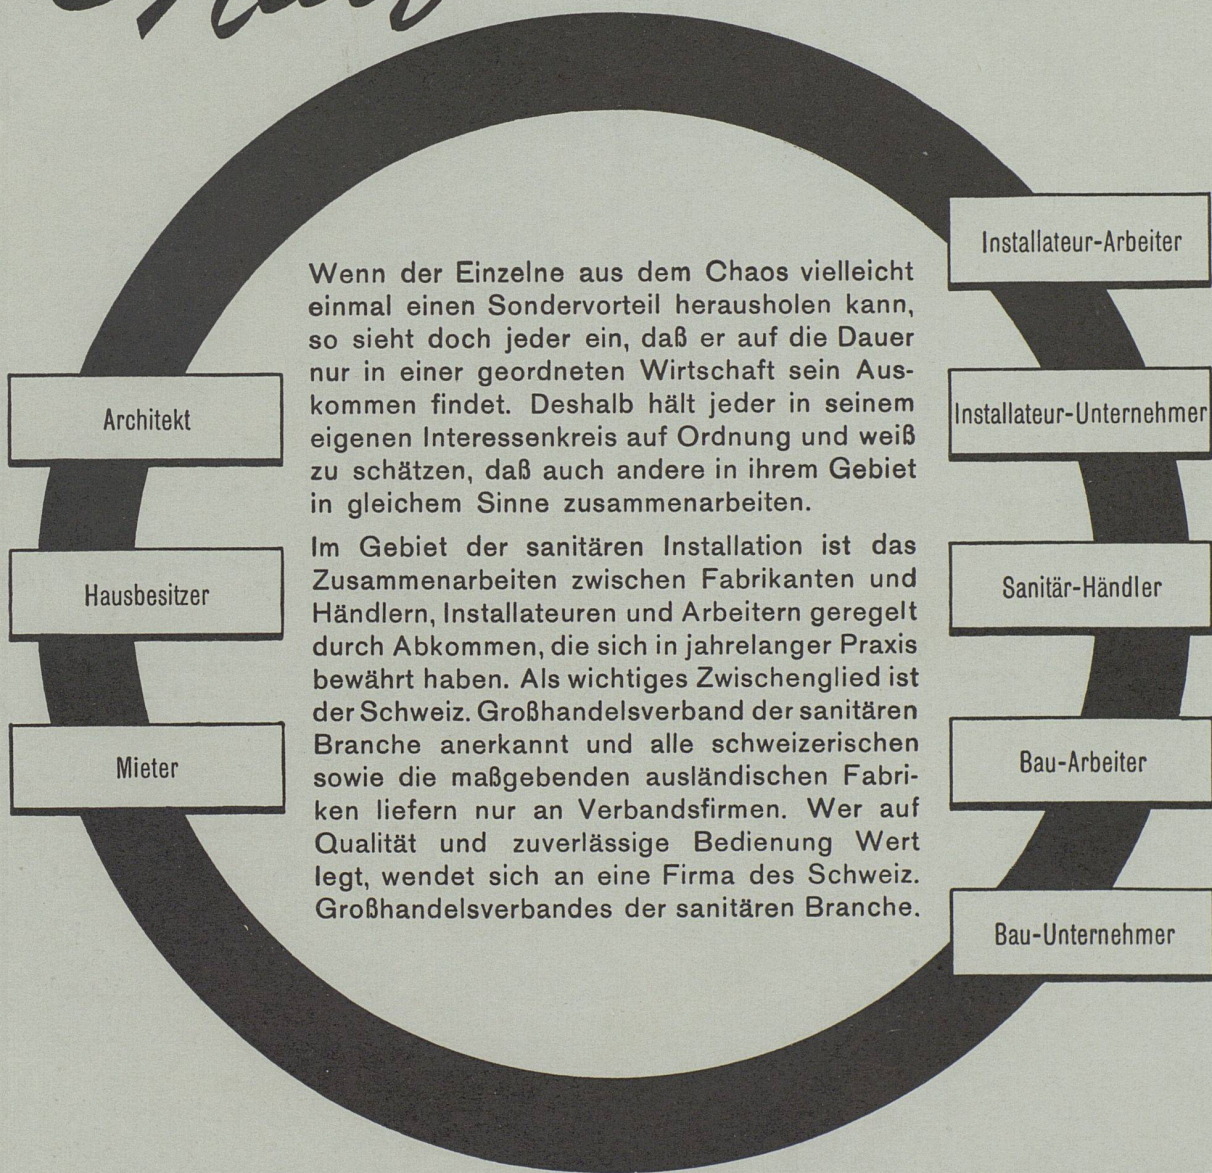 Architekt
Hausbesitzer
Mieter
Wenn der Einzelne aus dem Chaos vielleicht
einmal einen Sondervorteil herausholen kann,
so sieht doch jeder ein, daß er auf die Dauer
nur in einer geordneten Wirtschaft sein Aus-
kommen findet. Deshalb hält jeder in seinem
eigenen Interessenkreis auf Ordnung und weiß
zu schätzen, daß auch andere in ihrem Gebiet
in gleichem Sinne zusammenarbeiten.
Im Gebiet der sanitären Installation ist das
Zusammenarbeiten zwischen Fabrikanten und
Händlern, Installateuren und Arbeitern geregelt
durch Abkommen, die sich in jahrelanger Praxis
bewährt haben. Als wichtiges Zwischenglied ist
der Schweiz. Großhandelsverband der sanitären
Branche anerkannt und alle schweizerischen
sowie die maßgebenden ausländischen Fabri-
ken liefern nur an Verbandsfirmen. Wer auf
Qualität und zuverlässige Bedienung Wert
legt, wendet sich an eine Firma des Schweiz.
Großhandelsverbandes der sanitären Branche.
Installateur-Arbeiter
Installateur-Unternehmer
Sanitär-Händler
Bau-Arbeiter
Bau-Unternehmer